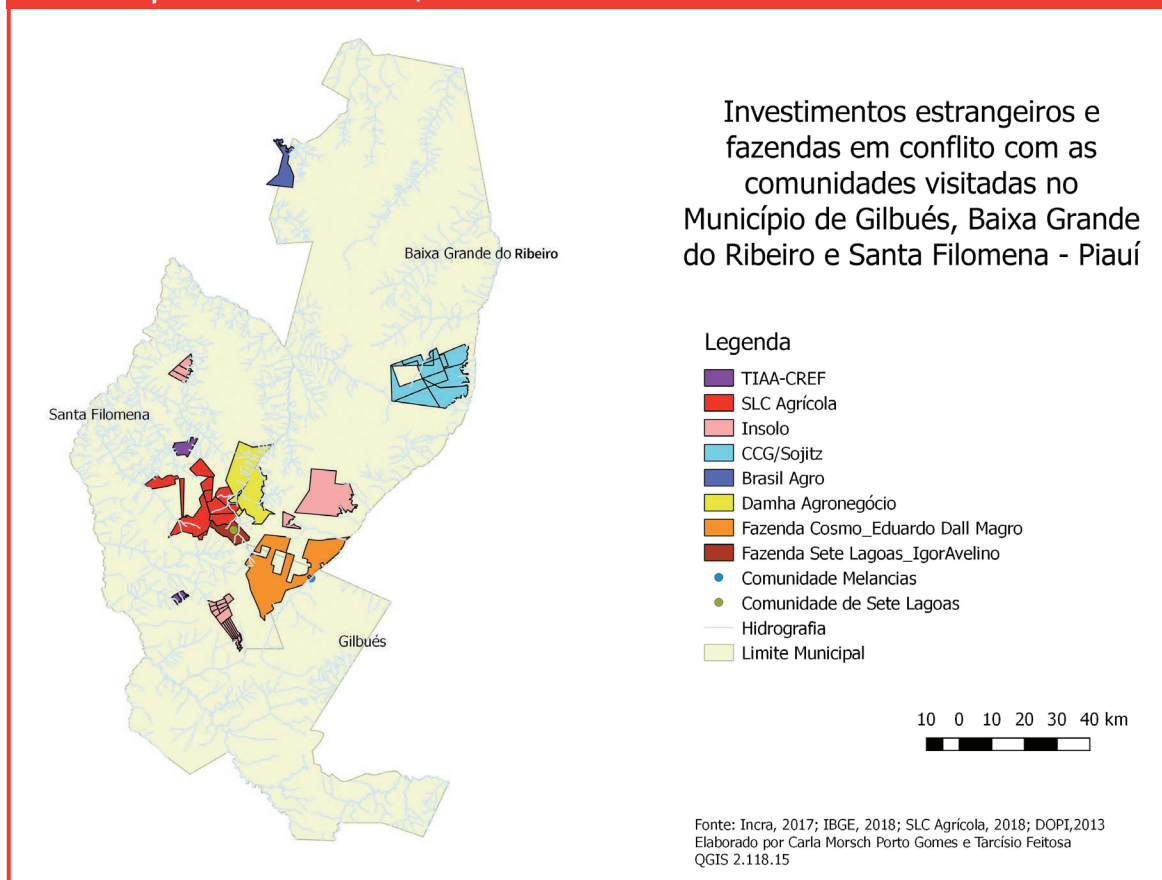 Investimentos estrangeiros e
fazendas em conflito com as
comunidades visitadas no
Município de Gilbués, Baixa Grande
do Ribeiro e Santa Filomena - Piauí
Baixa Grande do Ribeiro
Santa Filomena
Gilbués
Legenda
TIAA-CREF
SLC Agrícola
Insolo
CCG/Sojitz
Brasil Agro
Damha Agronegócio
Fazenda Cosmo_Eduardo Dall Magro
Fazenda Sete Lagoas_IgorAvelino
Comunidade Melancias
Comunidade de Sete Lagoas
Hidrografia
Limite Municipal
10 0 10 20 30 40 km
Fonte: Incra, 2017; IBGE, 2018; SLC Agrícola, 2018; DOPI,2013
Elaborado por Carla Morsch Porto Gomes e Tarcísio Feitosa
QGIS 2.118.15